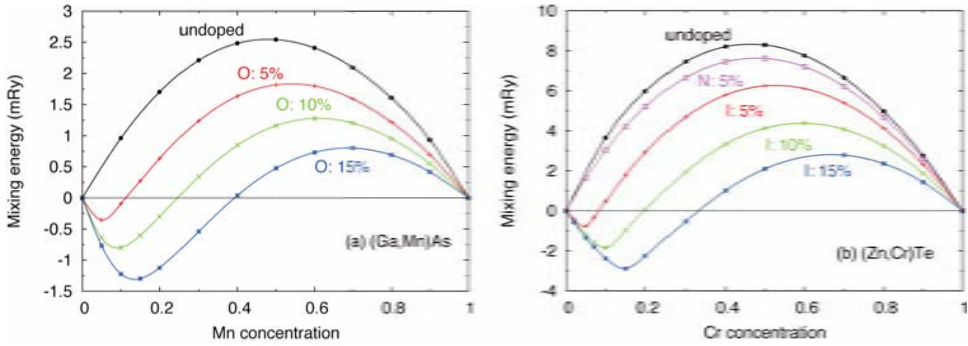 3
2.5
2
1.5
1
0.5
0
-0.5
-1
-1.5
Mixing energy (mRy)
undoped
O: 5%
O: 10%
O: 15%
(a) (Ga,Mn)As
0 0.2 0.4 0.6 0.8 1
Mn concentration
10
8
6
4
2
0
-2
-4
Mixing energy (mRy)
undoped
N: 5%
I: 5%
I: 10%
I: 15%
(b) (Zn,Cr)Te
0 0.2 0.4 0.6 0.8 1
Cr concentration